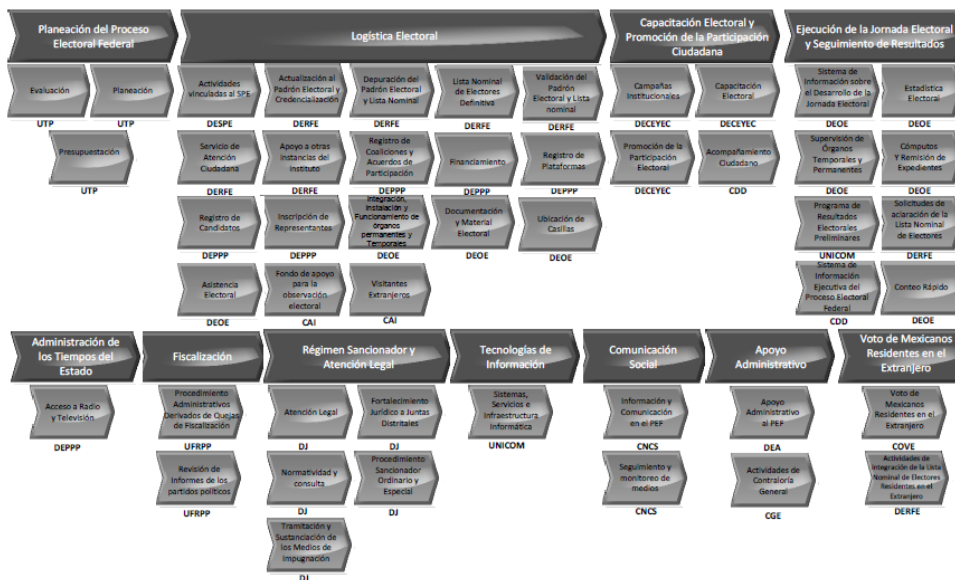 Planeación del Proceso
Electoral Federal
Logística Electoral
Capacitación Electoral y
Promoción de la Participación
Ciudadana
Ejecución de la Jornada Electoral
y Seguimiento de Resultados
Evaluación
UTP
Planeación
UTP
Actividades
vinculadas al SPE
DESPE
Actualización al
Padrón Electoral y
Credencialización
DERFE
Depuración del
Padrón Electoral
y Lista Nominal
DERFE
Lista Nominal
de Electores
Definitiva
DERFE
Validación del
Padrón
Electoral y Lista
nominal
DERFE
Campañas
Institucionales
DECEYEC
Capacitación
Electoral
DECEYEC
Sistema de
Información sobre
el Desarrollo de la
Jornada Electoral
DEOE
Estadística
Electoral
DEOE
Presupuestación
UTP
Servicio de
Atención
Ciudadana
DERFE
Apoyo a otras
instancias del
Instituto
DERFE
Registro de
Coaliciones y
Acuerdos de
Participación
DEPPP
Financiamiento
DEPPP
Registro de
Plataformas
DEPPP
Promoción de la
Participación
Electoral
DECEYEC
Acompañamiento
Ciudadano
CDD
Supervisión de
Órganos
Temporales y
Permanentes
DEOE
Cómputos
Y Remisión de
Expedientes
DEOE
Registro de
Candidatos
DEPPP
Inscripción de
Representantes
DEPPP
Integración,
Instalación y
Funcionamiento de
órganos
permanentes y
Temporales
DEOE
Documentación
y Material
Electoral
DEOE
Ubicación de
Casillas
DEOE
Programa de
Resultados
Electorales
Preliminares
UNICOM
Solicitudes de
aclaración de la
Lista Nominal
de Electores
DERFE
Asistencia
Electoral
DEOE
Fondo de apoyo
para la
observación
electoral
CAI
Visitantes
Extranjeros
CAI
Sistema de
Información
Ejecutiva del
Proceso Electoral
Federal
CDD
Conteo Rápido
DEOE
Administración de
los Tiempos del
Estado
Fiscalización
Régimen Sancionador y
Atención Legal
Tecnologías de
Información
Comunicación
Social
Apoyo
Administrativo
Voto de Mexicanos
Residentes en el
Extranjero
Acceso a Radio
y Televisión
DEPPP
Procedimiento
Administrativos
Derivados de Quejas
de Fiscalización
UFRPP
Atención Legal
DJ
Fortalecimiento
Jurídico a Juntas
Distritales
DJ
Sistemas,
Servicios e
Infraestructura
Informática
UNICOM
Información y
Comunicación
en el PEF
CNCS
Apoyo
Administrativo
al PEF
DEA
Voto de
Mexicanos
Residentes en el
Extranjero
COVE
Revisión de
Informes de los
partidos políticos
UFRPP
Normatividad y
consulta
DJ
Procedimiento
Sancionador
Ordinario y
Especial
DJ
Seguimiento y
monitoreo de
medios
CNCS
Actividades de
Contraloría
General
CGE
Actividades de
integración de la Lista
Nominal de Electores
Residentes en el
Extranjero
DERFE
Tramitación y
Sustanciación de
los Medios de
Impugnación
DJ